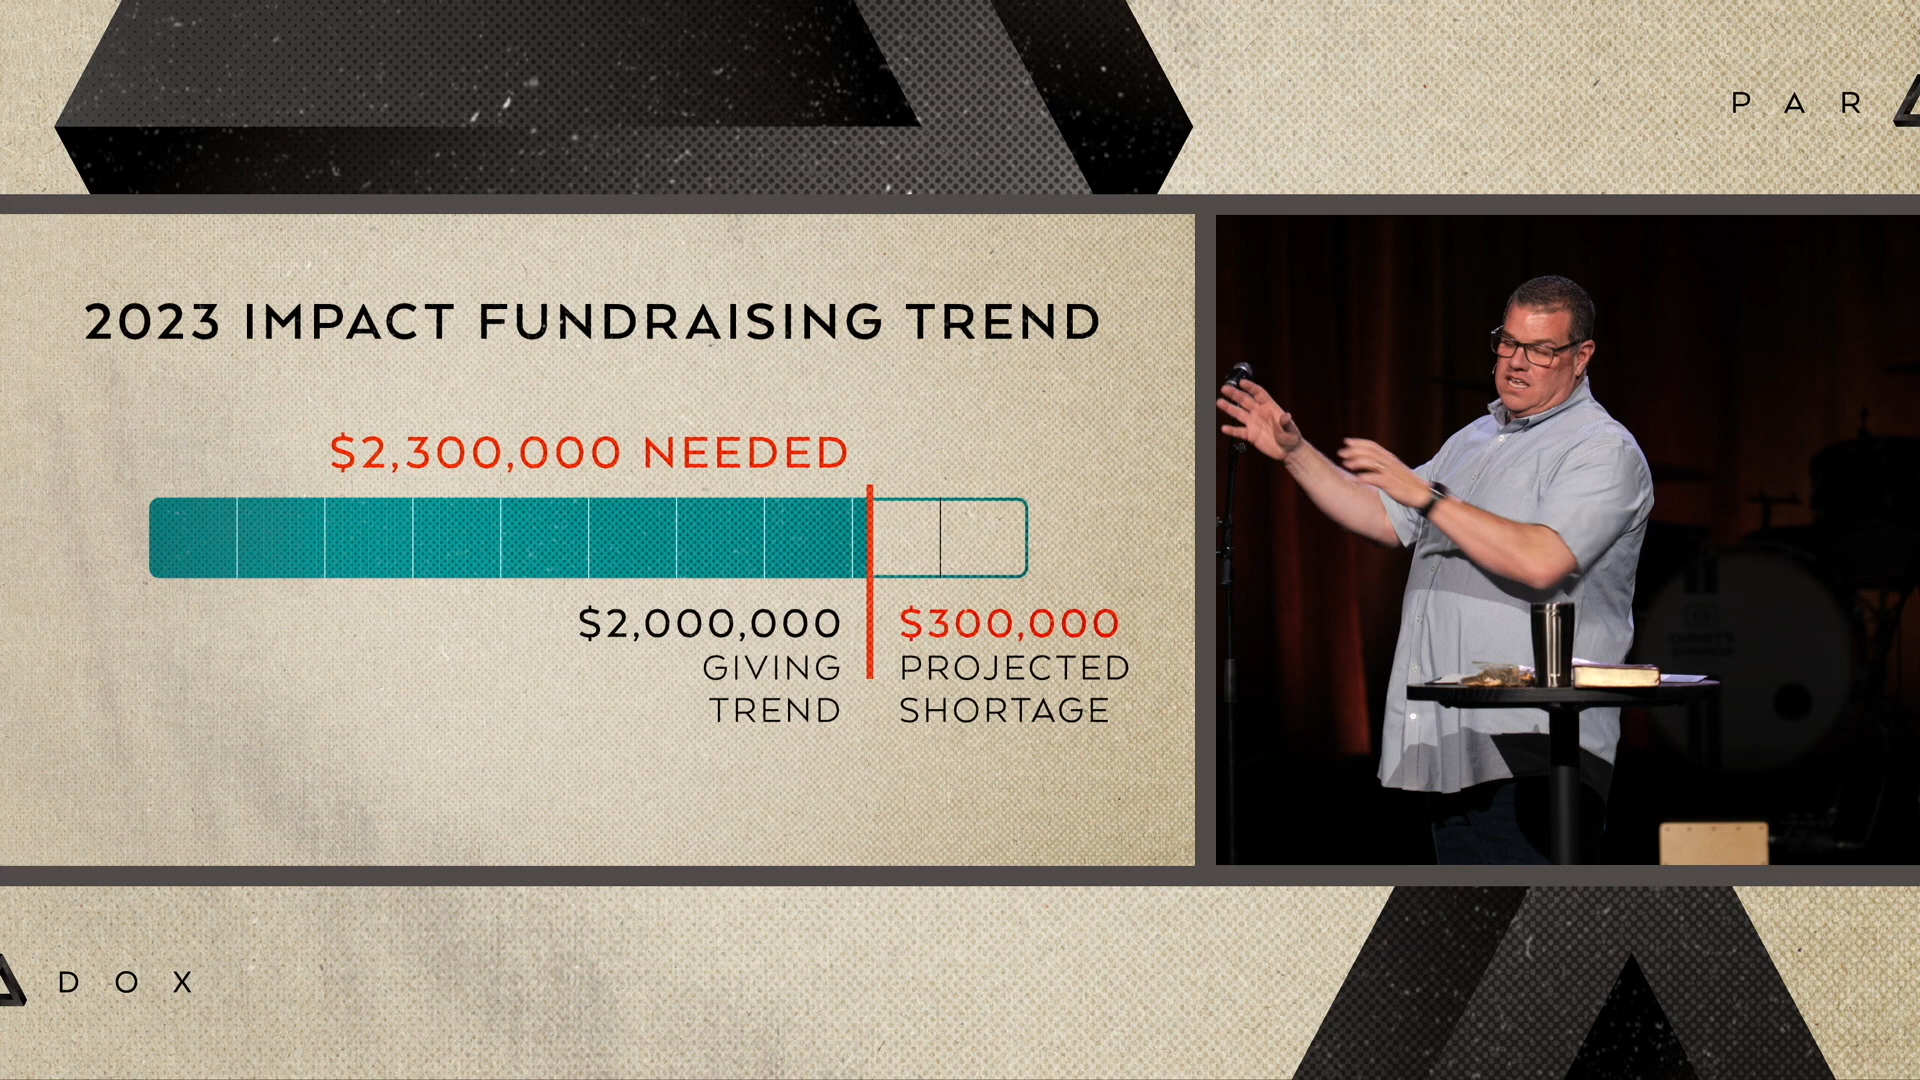 P A R
2023 IMPACT FUNDRAISING TREND
$2,300,000 NEEDED
$2,000,000
GIVING
TREND
$300,000
PROJECTED
SHORTAGE
D O X